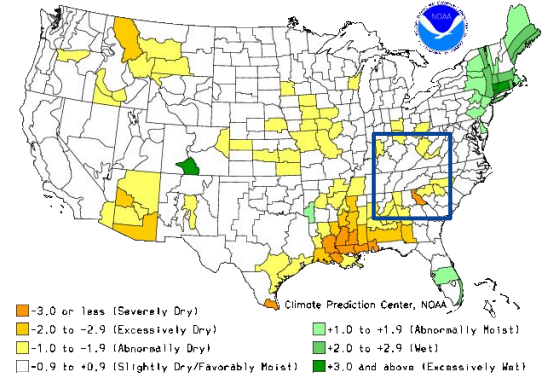 NOAA
Climate Prediction Center, NOAA
-3.0 or less (Severely Dry)
-2.0 to -2.9 (Excessively Dry)
-1.0 to -1.9 (Abnormally Dry)
-0.9 to +0.9 (Slightly Dry/Favorably Moist)
+1.0 to +1.9 (Abnormally Moist)
+2.0 to +2.9 (Wet)
+3.0 and above (Excessively Wet)